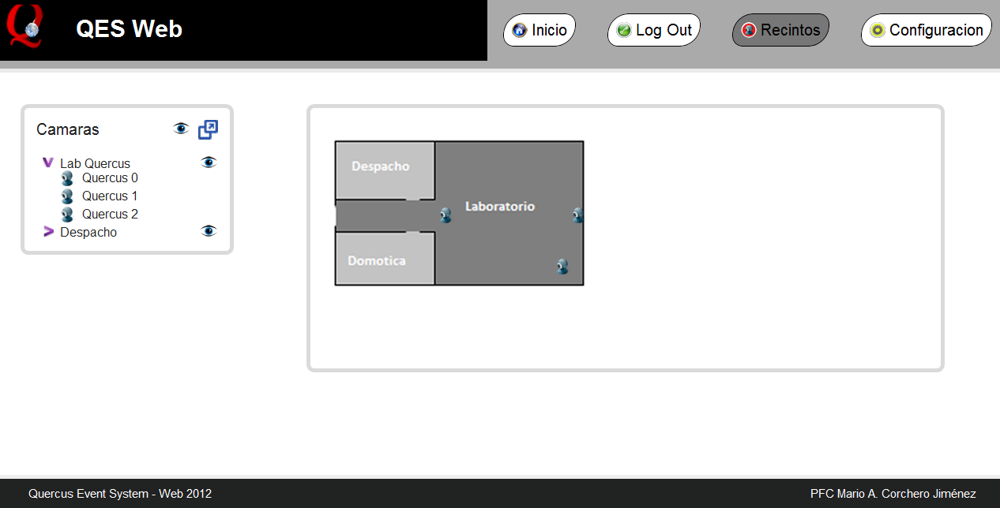 QES Web
Inicio
Log Out
Recintos
Configuracion
Camaras
Lab Quercus
Quercus 0
Quercus 1
Quercus 2
Despacho
Despacho
Laboratorio
Domotica
Quercus Event System - Web 2012
PFC Mario A. Corchero Jiménez